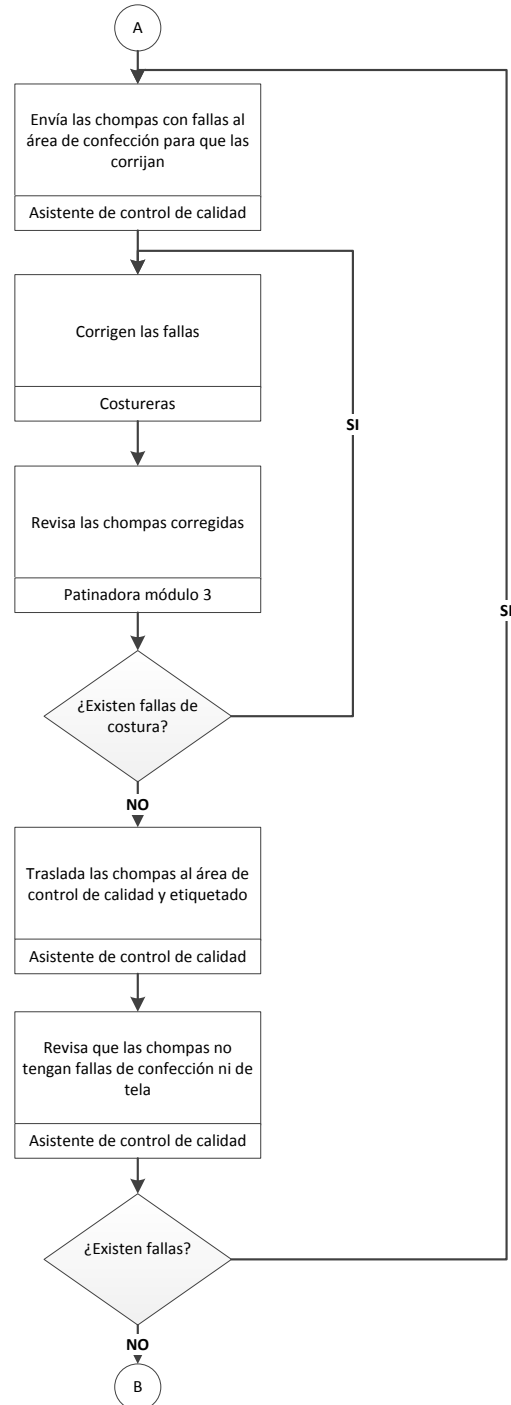 A
Envía las chompas con fallas al
área de confección para que las
corrijan
Asistente de control de calidad
Corrigen las fallas
Costureras
SI
Revisa las chompas corregidas
Patinadora módulo 3
SI
¿Existen fallas de
costura?
NO
Traslada las chompas al área de
control de calidad y etiquetado
Asistente de control de calidad
Revisa que las chompas no
tengan fallas de confección ni de
tela
Asistente de control de calidad
¿Existen fallas?
NO
B